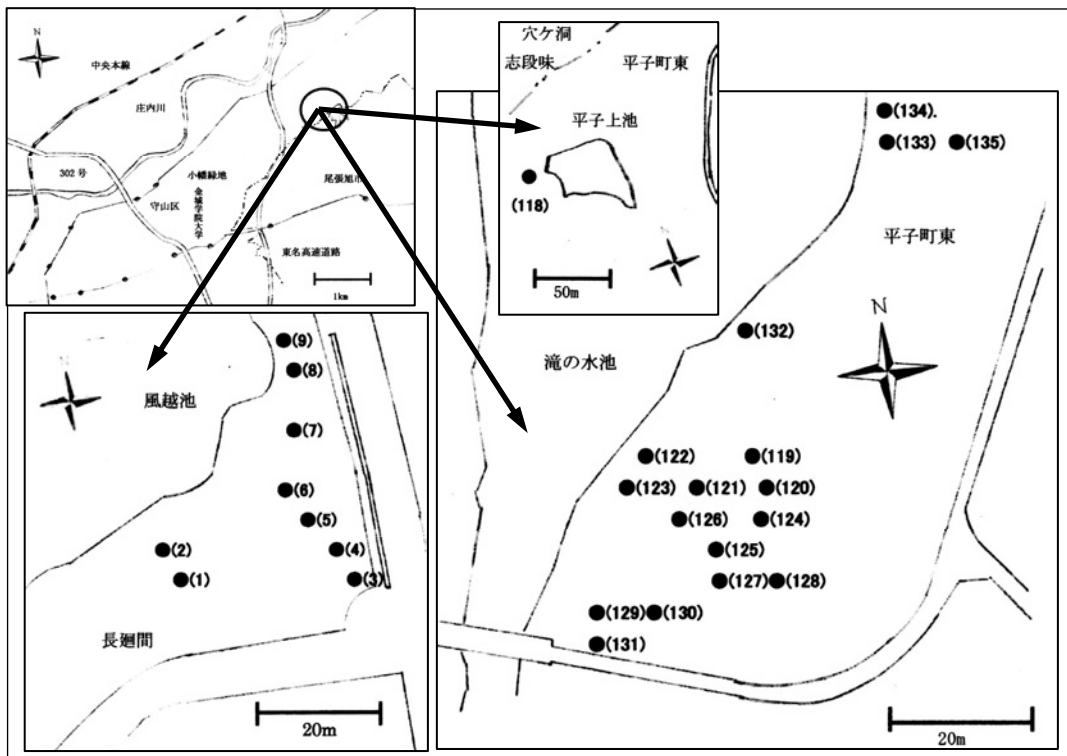 N
中央本線
庄内川
302号
小幡緑地
守山区
金城学院大学
尾張旭市
東名高速道路
1km
穴ケ洞
志段味
平子町東
平子上池
(118)
50m
N
風越池
(9)
(8)
(7)
(6)
(5)
(2)
(4)
(1)
(3)
長廻間
20m
(134).
(133)
(135)
平子町東
N
(132)
滝の水池
(122)
(119)
(123)
(121)
(120)
(126)
(124)
(125)
(127)
(128)
(129)
(130)
(131)
20m